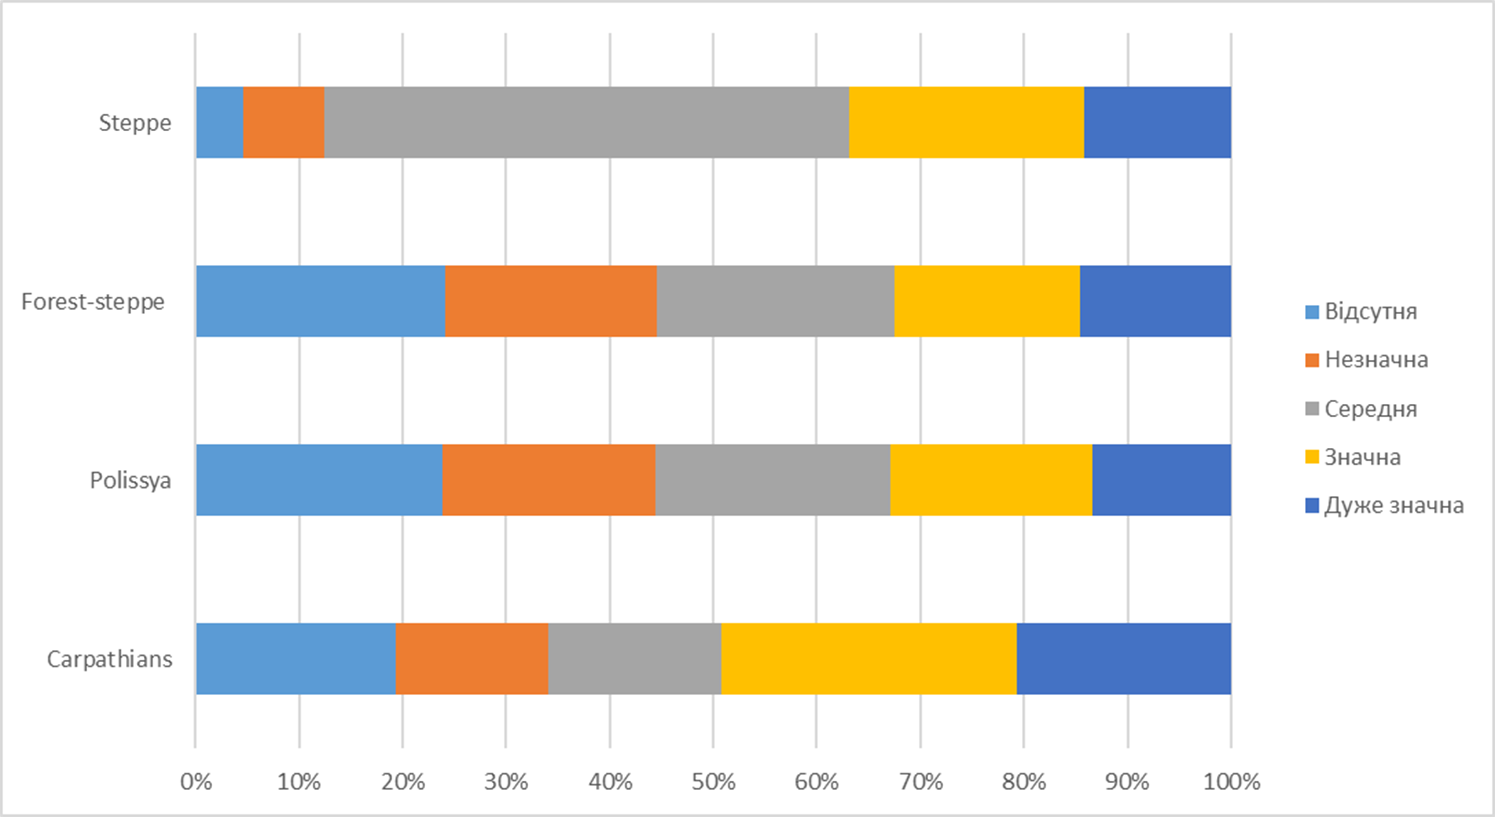 Steppe
Forest-steppe
Polissya
Carpathians
0% 10% 20% 30% 40% 50% 60% 70% 80% 90% 100%
Відсутня
Незначна
Середня
Значна
Дуже значна